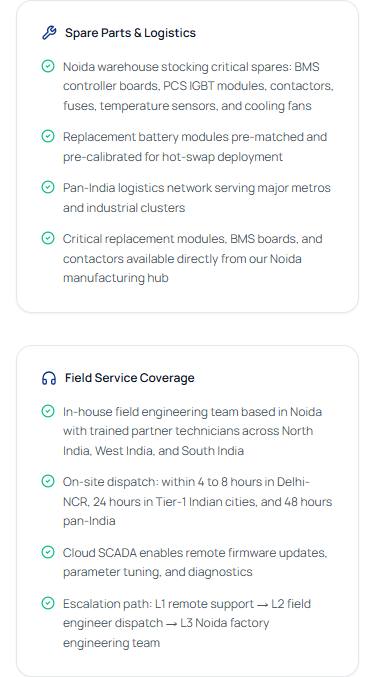 Spare Parts & Logistics
Noida warehouse stocking critical spares: BMS
controller boards, PCS IGBT modules, contactors,
fuses, temperature sensors, and cooling fans
Replacement battery modules pre-matched and
pre-calibrated for hot-swap deployment
Pan-India logistics network serving major metros
and industrial clusters
Critical replacement modules, BMS boards, and
contactors available directly from our Noida
manufacturing hub
Field Service Coverage
In-house field engineering team based in Noida
with trained partner technicians across North
India, West India, and South India
On-site dispatch: within 4 to 8 hours in Delhi-
NCR, 24 hours in Tier-1 Indian cities, and 48 hours
pan-India
Cloud SCADA enables remote firmware updates,
parameter tuning, and diagnostics
Escalation path: L1 remote support → L2 field
engineer dispatch → L3 Noida factory
engineering team